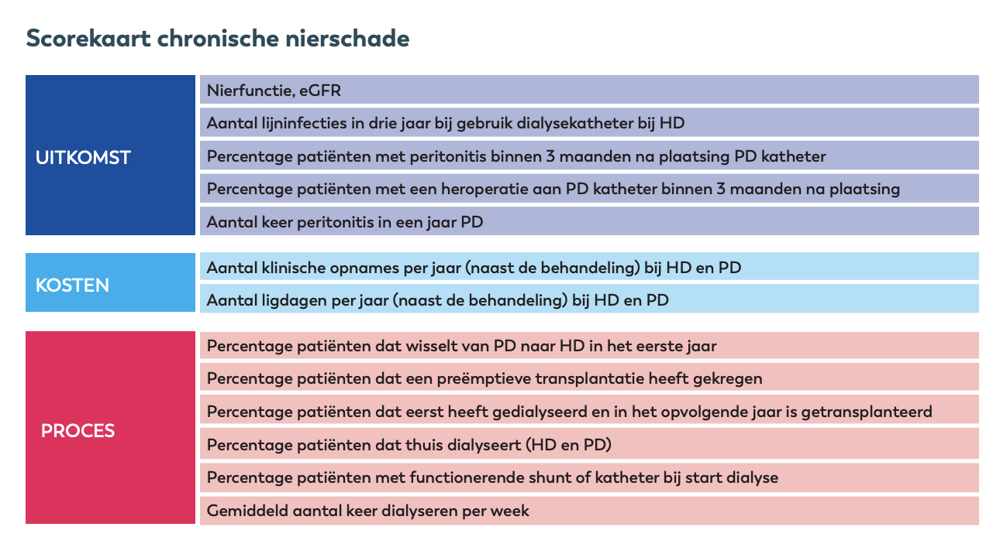 Scorekaart chronische nierschade
UITKOMST
Nierfunctie, eGFR
Aantal lijninfecties in drie jaar bij gebruik dialysekatheter bij HD
Percentage patiënten met peritonitis binnen 3 maanden na plaatsing PD katheter
Percentage patiënten met een heroperatie aan PD katheter binnen 3 maanden na plaatsing
Aantal keer peritonitis in een jaar PD
KOSTEN
Aantal klinische opnames per jaar (naast de behandeling) bij HD en PD
Aantal ligdagen per jaar (naast de behandeling) bij HD en PD
PROCES
Percentage patiënten dat wisselt van PD naar HD in het eerste jaar
Percentage patiënten dat een preëmptieve transplantatie heeft gekregen
Percentage patiënten dat eerst heeft gedialyseerd en in het opvolgende jaar is getransplanteerd
Percentage patiënten dat thuis dialyseert (HD en PD)
Percentage patiënten met functionerende shunt of katheter bij start dialyse
Gemiddeld aantal keer dialyseren per week